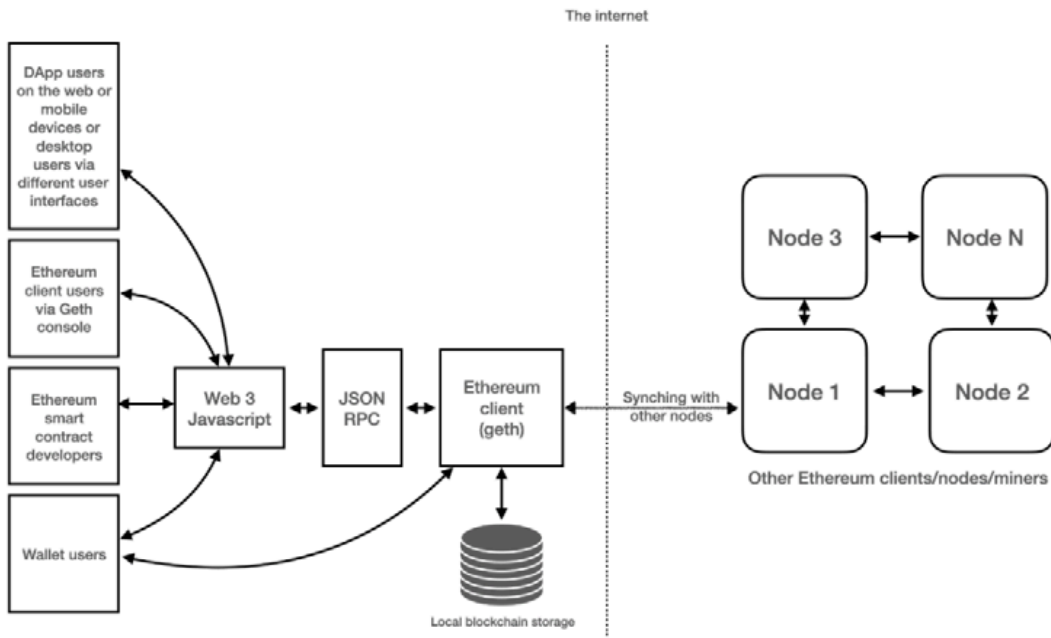 The internet
DApp users
on the web or
mobile
devices or
desktop
users via
different user
interfaces
Ethereum
client users
via Geth
console
Ethereum
smart
contract
developers
Wallet users
Web 3
Javascript
JSON
RPC
Ethereum
client
(geth)
Local blockchain storage
Synching with
other nodes
Node 3
Node N
Node 1
Node 2
Other Ethereum clients/nodes/miners